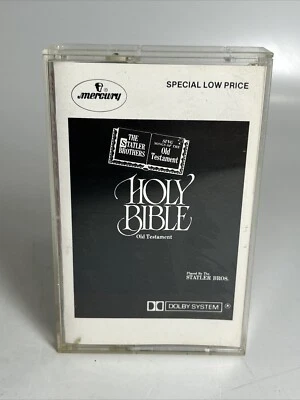 mercury
SPECIAL LOW PRICE
THE
STATLER
BROTHERS
SING
Old
Testament
HOLY
BIBLE
Old Testament
Played By The
STATLER BROS.
DOLBY SYSTEM